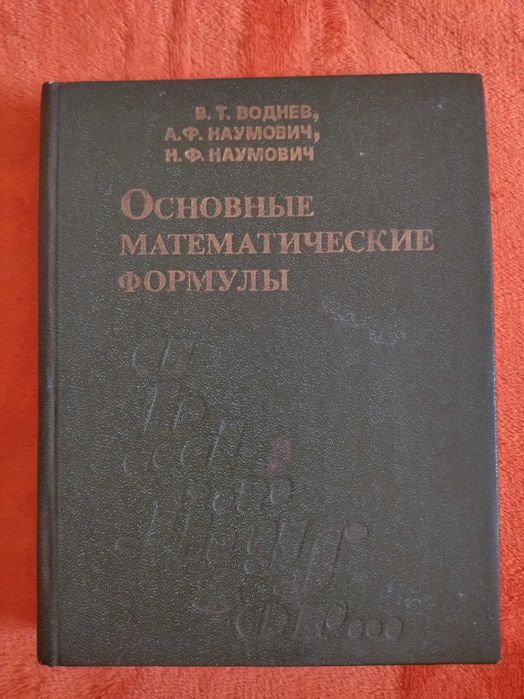 В. Т. ВОДНЕВ,
А. Ф. НАУМОВИЧ,
Н. Ф. НАУМОВИЧ
ОСНОВНЫЕ
МАТЕМАТИЧЕСКИЕ
ФОРМУЛЫ